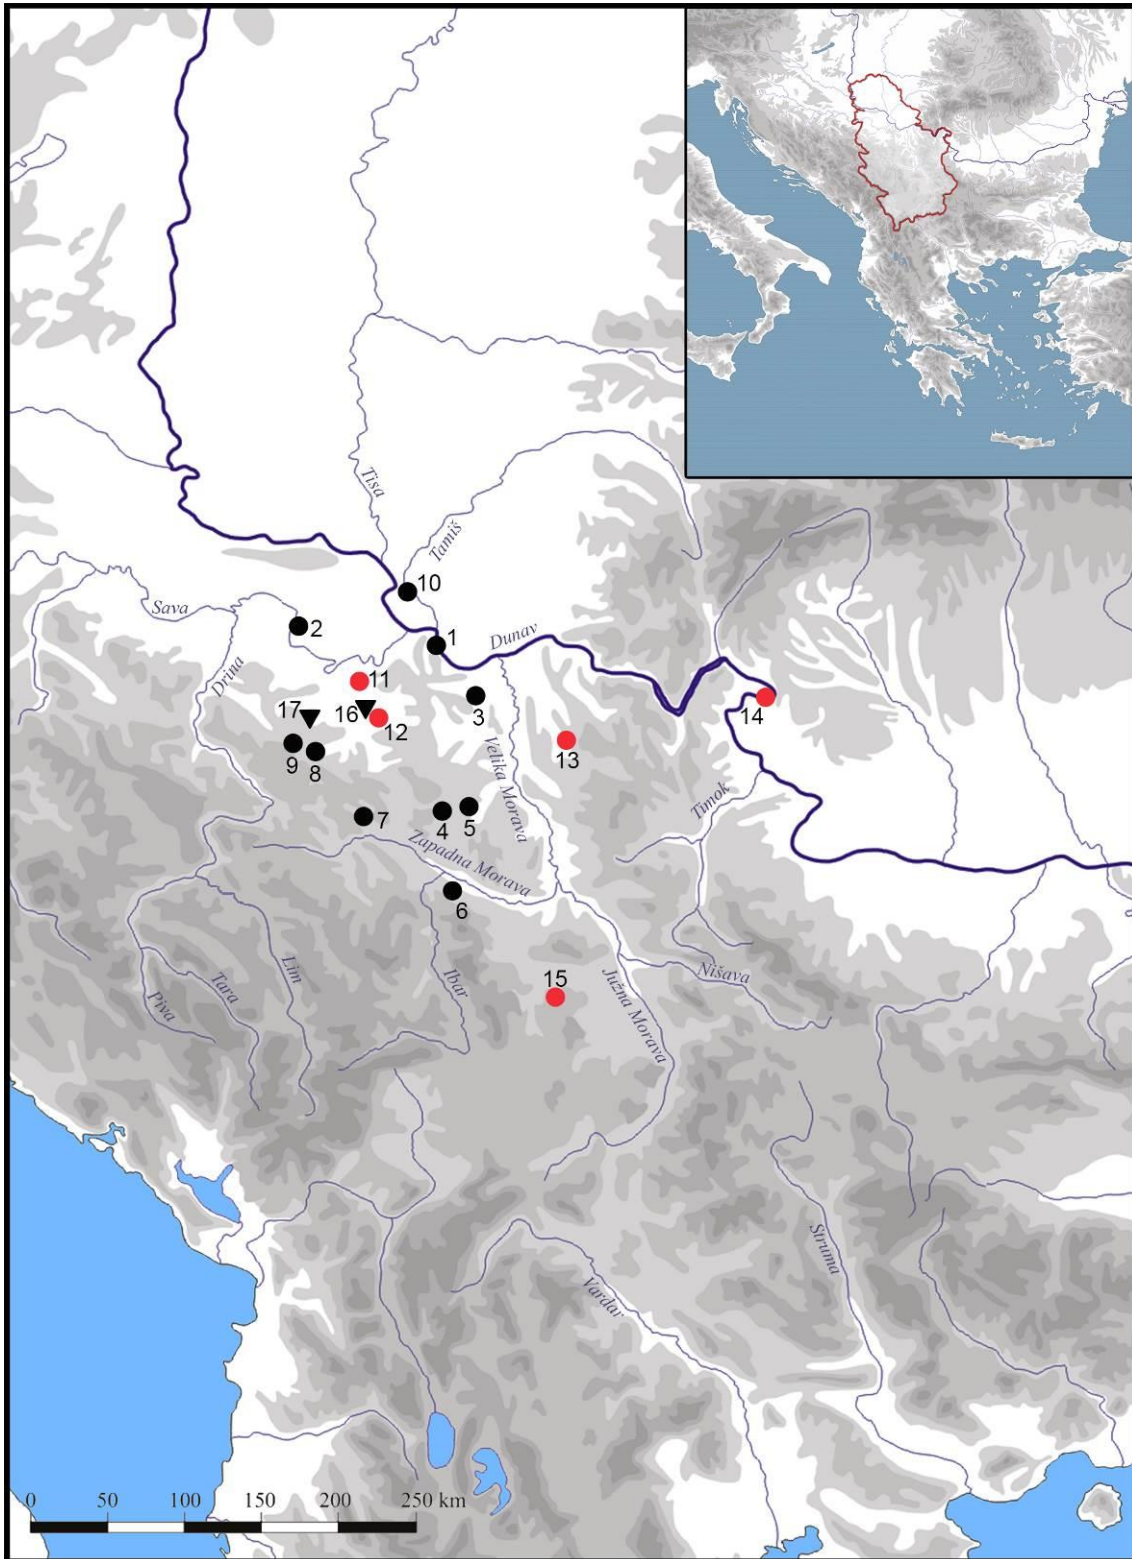 Tisa
Tamiš
10
Sava
2
1
Dunav
Drina
11
3
17
16
12
14
13
9
8
Velika Morava
Timok
7
4
5
Zapadna Morava
6
Lim
Ibar
Nišava
15
Južna Morava
Tara
Piva
Struma
Vardar
0 50 100 150 200 250 km